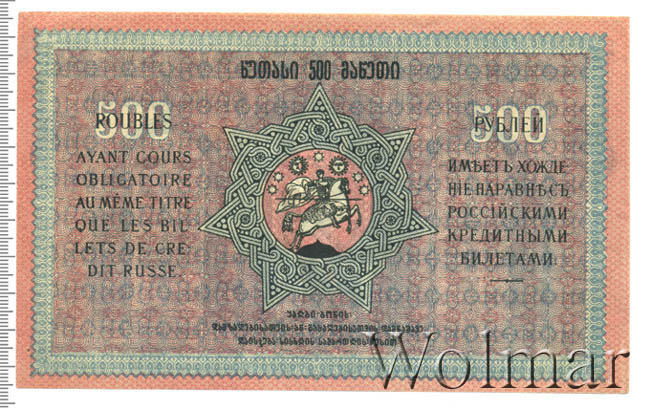 ხუთასი 500 მანეთი
500
ROUBLES
AYANT COURS
OBLIGATOIRE
AU MÊME TITRE
QUE LES BIL
LETS DE CRE
DIT RUSSE.
500
РУБЛЕЙ
ИМѢЕТЪ ХОЖДЕ
НІЕ НАРАВНѢ СЪ
РОССІЙСКИМИ
КРЕДИТНЫМИ
БИЛЕТАМИ.
Wolmar